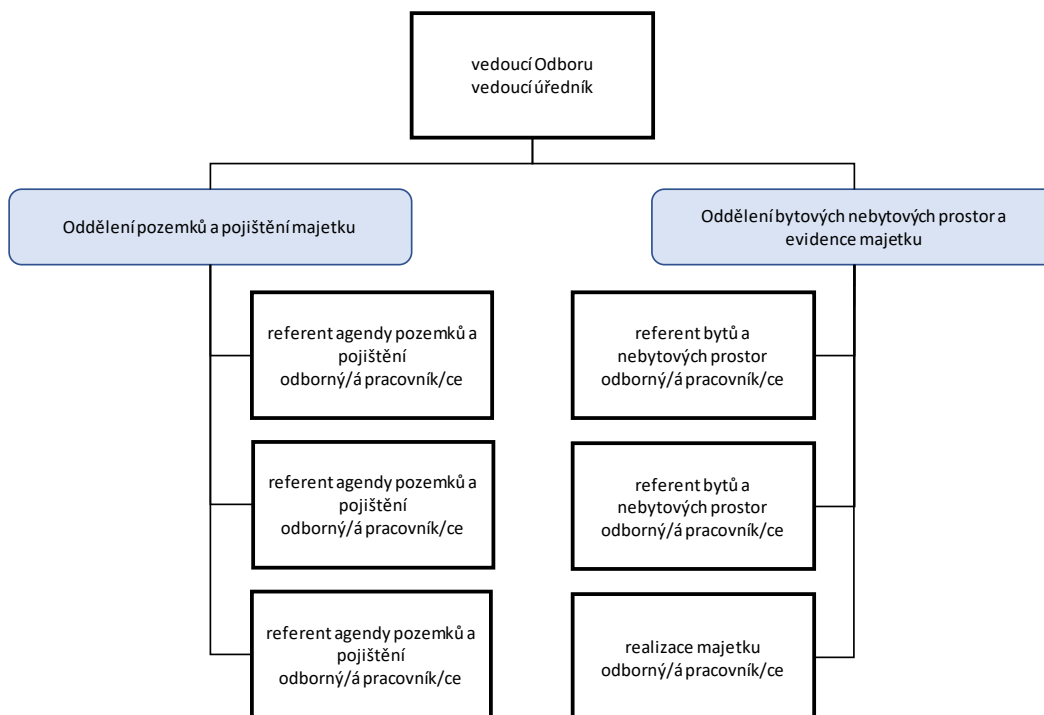 vedoucí Odboru
vedoucí úředník
Oddělení pozemků a pojištění majetku
Oddělení bytových nebytových prostor a
evidence majetku
referent agendy pozemků a
pojištění
odborný/á pracovník/ce
referent bytů a
nebytových prostor
odborný/á pracovník/ce
referent agendy pozemků a
pojištění
odborný/á pracovník/ce
referent bytů a
nebytových prostor
odborný/á pracovník/ce
referent agendy pozemků a
pojištění
odborný/á pracovník/ce
realizace majetku
odborný/á pracovník/ce